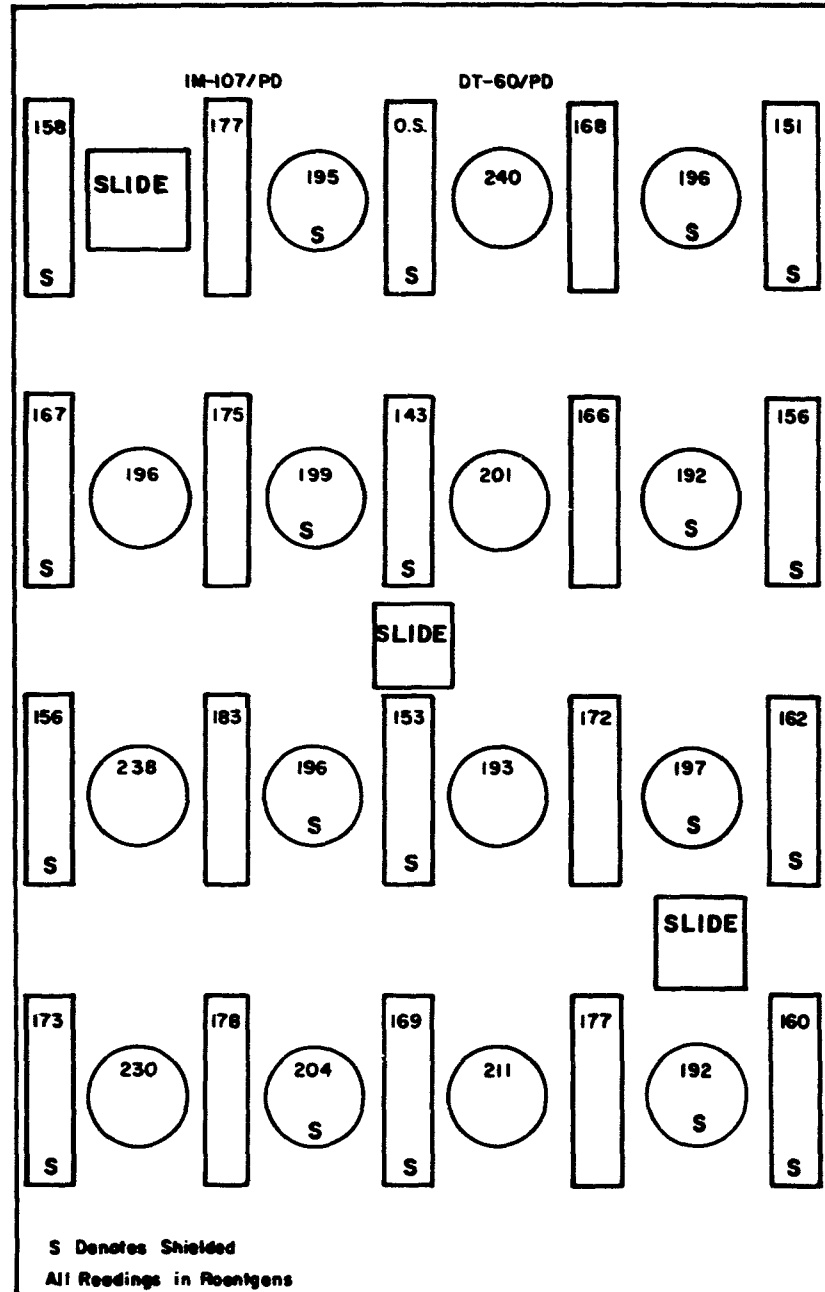 IM-107/PD DT-60/PD
158 177 O.S. 168 151
SLIDE 195 240 196
S
S S S S
167 175 143 166 156
196 199 201 192
S S
S S S
SLIDE
156 183 153 172 162
238 196 193 197
S S
S S S
SLIDE
173 178 169 177 160
230 204 211 192
S S
S S S
S Denotes Shielded
All Readings in Roentgens